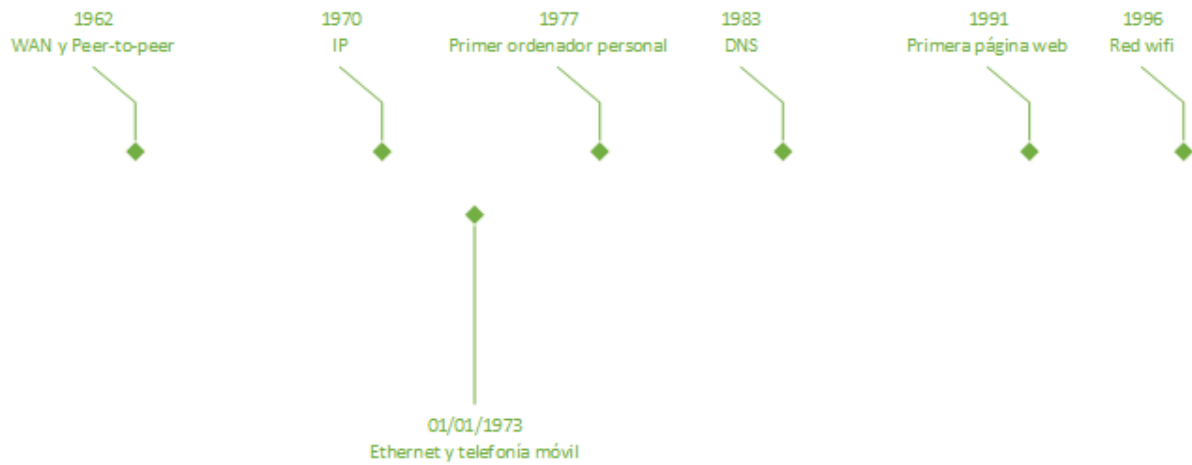 1962
WAN y Peer-to-peer
1970
IP
1977
Primer ordenador personal
1983
DNS
1991
Primera página web
1996
Red wifi
01/01/1973
Ethernet y telefonía móvil